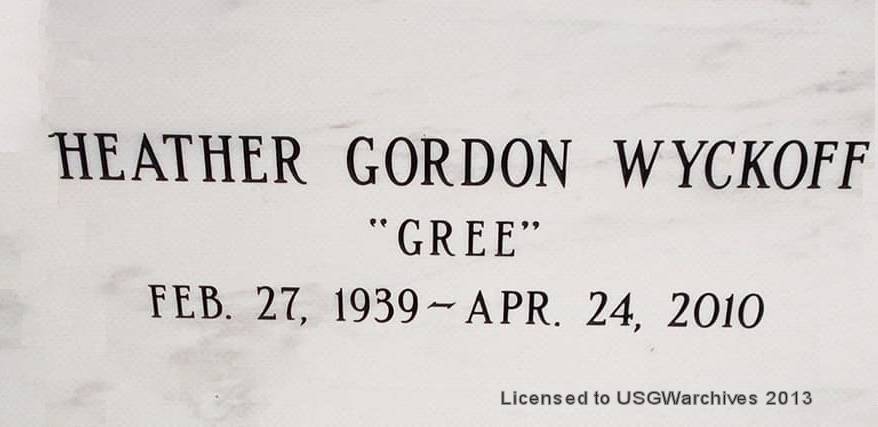 HEATHER GORDON WYCKOFF
“GREE”
FEB. 27, 1939 ~ APR. 24, 2010
Licensed to USGWarchives 2013